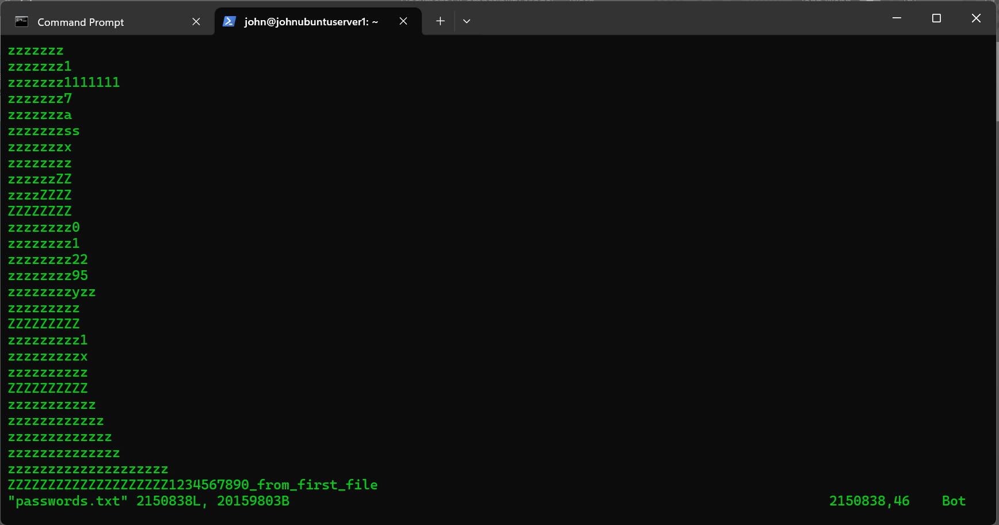 Command Prompt
john@johnubuntuserver1: ~
zzzzzzz
zzzzzzz1
zzzzzzz1111111
zzzzzzz7
zzzzzzza
zzzzzzzss
zzzzzzzx
zzzzzzzz
zzzzzzZZ
zzzzZZZZ
ZZZZZZZZ
zzzzzzzz0
zzzzzzzz1
zzzzzzzz22
zzzzzzzz95
zzzzzzzzyzz
zzzzzzzzz
ZZZZZZZZZ
zzzzzzzzz1
zzzzzzzzzx
zzzzzzzzzz
ZZZZZZZZZZ
zzzzzzzzzzz
zzzzzzzzzzzz
zzzzzzzzzzzzz
zzzzzzzzzzzzzz
zzzzzzzzzzzzzzzzzzzz
ZZZZZZZZZZZZZZZZZZZZ1234567890_from_first_file
"passwords.txt" 2150838L, 20159803B 2150838,46 Bot